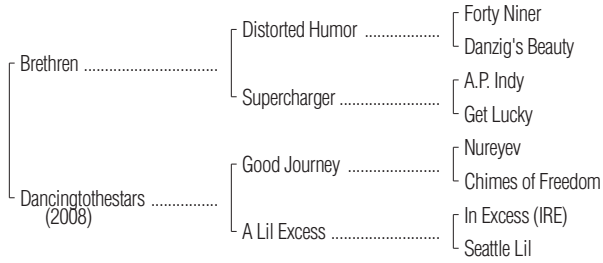 Forty Niner
Distorted Humor ..................
Danzig's Beauty
Brethren ................................
A.P. Indy
Supercharger ........................
Get Lucky
Nureyev
Good Journey ......................
Chimes of Freedom
Dancingtothestars ................
(2008)
In Excess (IRE)
A Lil Excess ..........................
Seattle Lil